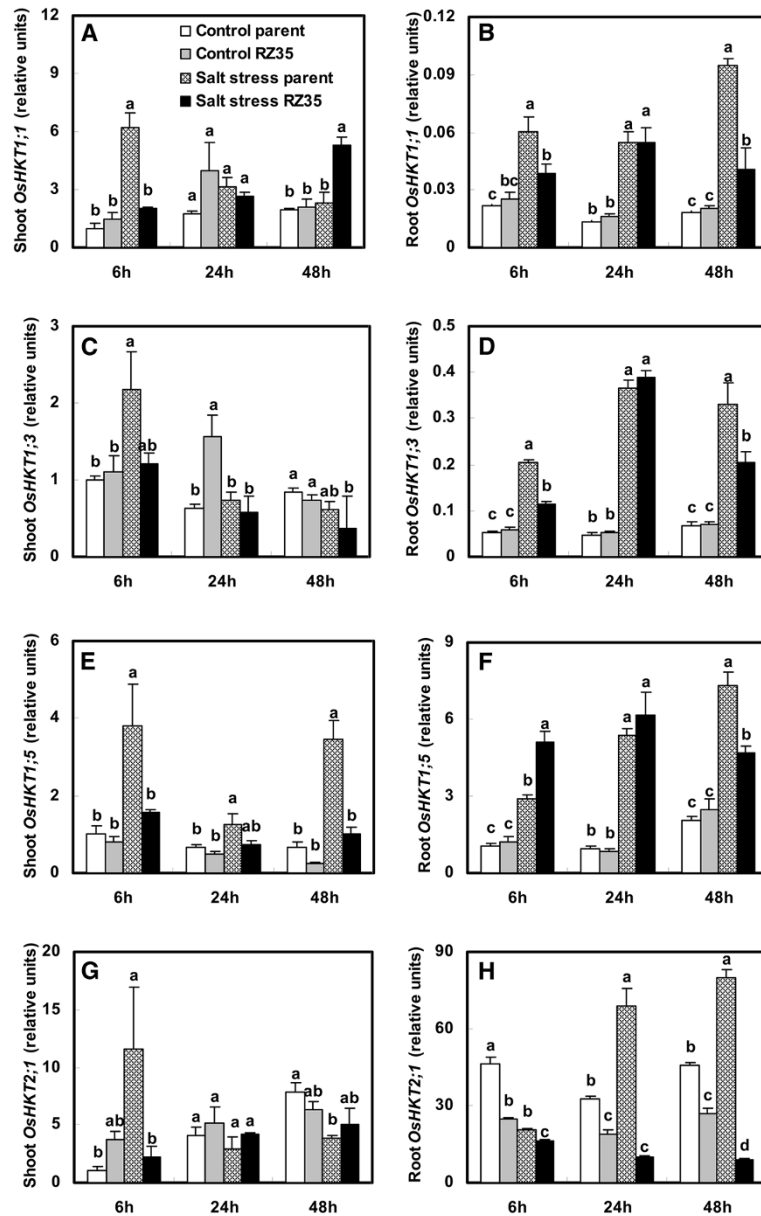 A
Control parent
Control RZ35
Salt stress parent
Salt stress RZ35
Shoot OsHKT1;1 (relative units)
12
9
6
3
0
b b a b
a a a a
b b b a
6h 24h 48h
B
Root OsHKT1;1 (relative units)
0.12
0.09
0.06
0.03
0
c bc a b
b b a a
c c a b
6h 24h 48h
C
Shoot OsHKT1;3 (relative units)
3
2
1
0
b b a ab
b a b b
a a ab b
6h 24h 48h
D
Root OsHKT1;3 (relative units)
0.5
0.4
0.3
0.2
0.1
0
c c a b
b b a a
c c a b
6h 24h 48h
E
Shoot OsHKT1;5 (relative units)
6
4
2
0
b b a b
b b a ab
b b a b
6h 24h 48h
F
Root OsHKT1;5 (relative units)
9
6
3
0
c c b a
b b a a
c c a b
6h 24h 48h
G
Shoot OsHKT2;1 (relative units)
20
15
10
5
0
b ab a b
a a a a
a ab b ab
6h 24h 48h
H
Root OsHKT2;1 (relative units)
90
60
30
0
a b b c
b b a c
b c a d
6h 24h 48h